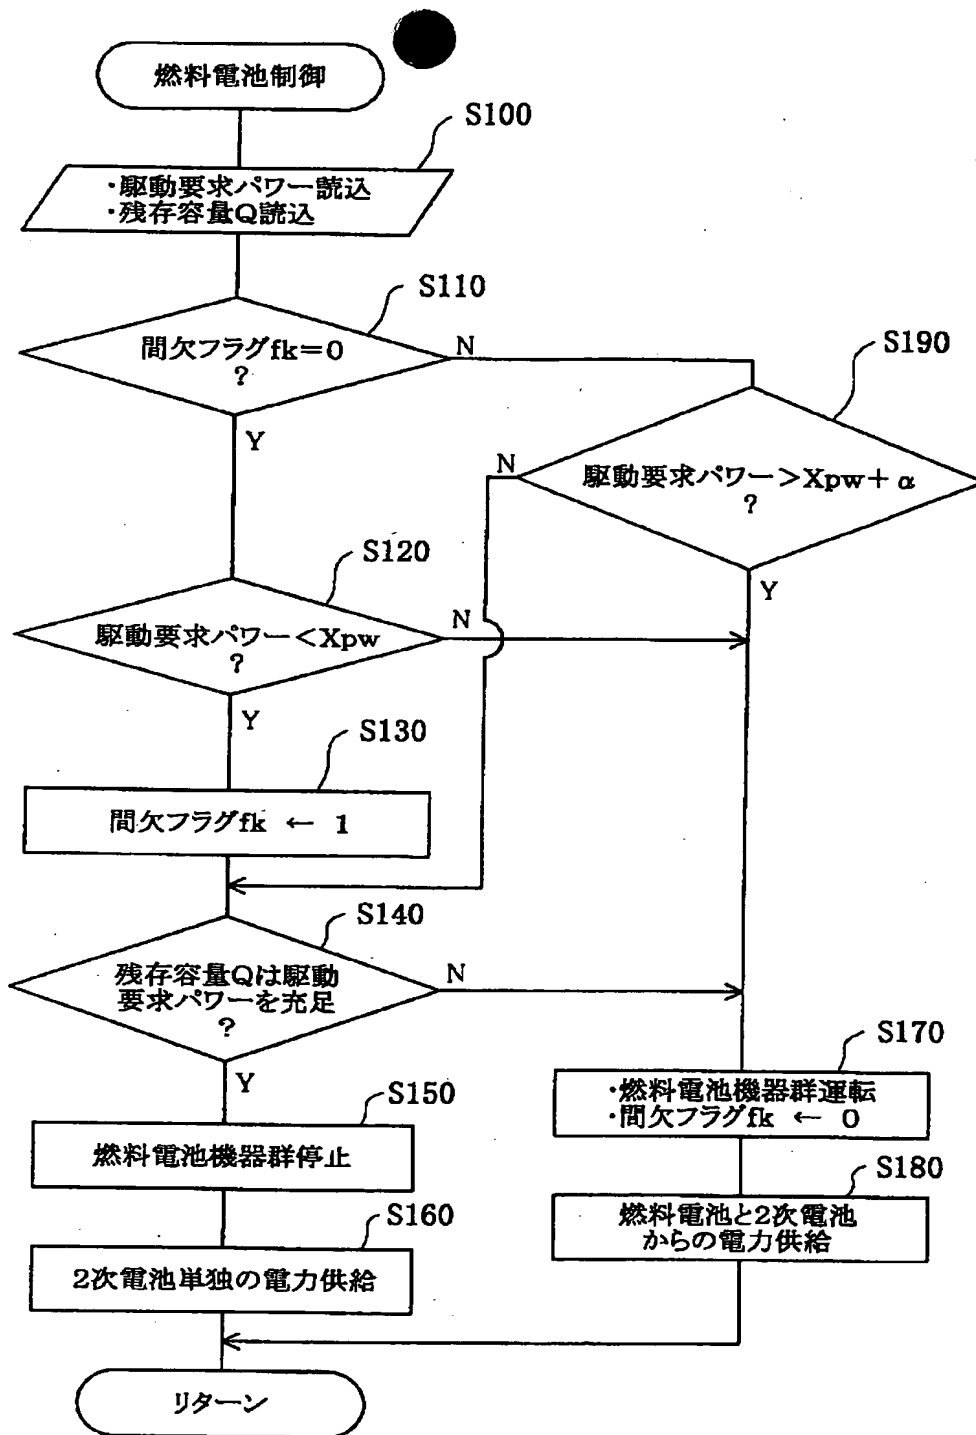 燃料電池制御
S100
・駆動要求パワー読込
・残存容量Q読込
S110
間欠フラグfk＝0
?
N
Y
S190
駆動要求パワー＞Xpw＋α
?
N
Y
S120
駆動要求パワー＜Xpw
?
N
Y
S130
間欠フラグfk ← 1
S140
残存容量Qは駆動
要求パワーを充足
?
N
Y
S150
燃料電池機器群停止
S160
2次電池単独の電力供給
S170
・燃料電池機器群運転
・間欠フラグfk ← 0
S180
燃料電池と2次電池
からの電力供給
リターン